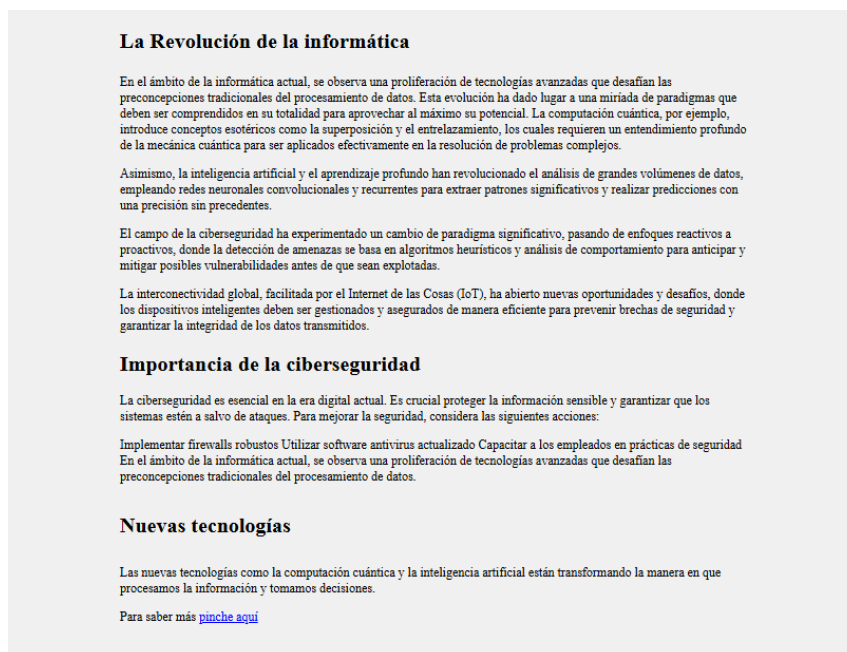 La Revolución de la informática
En el ámbito de la informática actual, se observa una proliferación de tecnologías avanzadas que desafían las
preconcepciones tradicionales del procesamiento de datos. Esta evolución ha dado lugar a una miríada de paradigmas que
deben ser comprendidos en su totalidad para aprovechar al máximo su potencial. La computación cuántica, por ejemplo,
introduce conceptos esotéricos como la superposición y el entrelazamiento, los cuales requieren un entendimiento profundo
de la mecánica cuántica para ser aplicados efectivamente en la resolución de problemas complejos.
Asimismo, la inteligencia artificial y el aprendizaje profundo han revolucionado el análisis de grandes volúmenes de datos,
empleando redes neuronales convolucionales y recurrentes para extraer patrones significativos y realizar predicciones con
una precisión sin precedentes.
El campo de la ciberseguridad ha experimentado un cambio de paradigma significativo, pasando de enfoques reactivos a
proactivos, donde la detección de amenazas se basa en algoritmos heurísticos y análisis de comportamiento para anticipar y
mitigar posibles vulnerabilidades antes de que sean explotadas.
La interconectividad global, facilitada por el Internet de las Cosas (IoT), ha abierto nuevas oportunidades y desafíos, donde
los dispositivos inteligentes deben ser gestionados y asegurados de manera eficiente para prevenir brechas de seguridad y
garantizar la integridad de los datos transmitidos.
Importancia de la ciberseguridad
La ciberseguridad es esencial en la era digital actual. Es crucial proteger la información sensible y garantizar que los
sistemas estén a salvo de ataques. Para mejorar la seguridad, considera las siguientes acciones:
Implementar firewalls robustos Utilizar software antivirus actualizado Capacitar a los empleados en prácticas de seguridad
En el ámbito de la informática actual, se observa una proliferación de tecnologías avanzadas que desafían las
preconcepciones tradicionales del procesamiento de datos.
Nuevas tecnologías
Las nuevas tecnologías como la computación cuántica y la inteligencia artificial están transformando la manera en que
procesamos la información y tomamos decisiones.
Para saber más pinche aquí